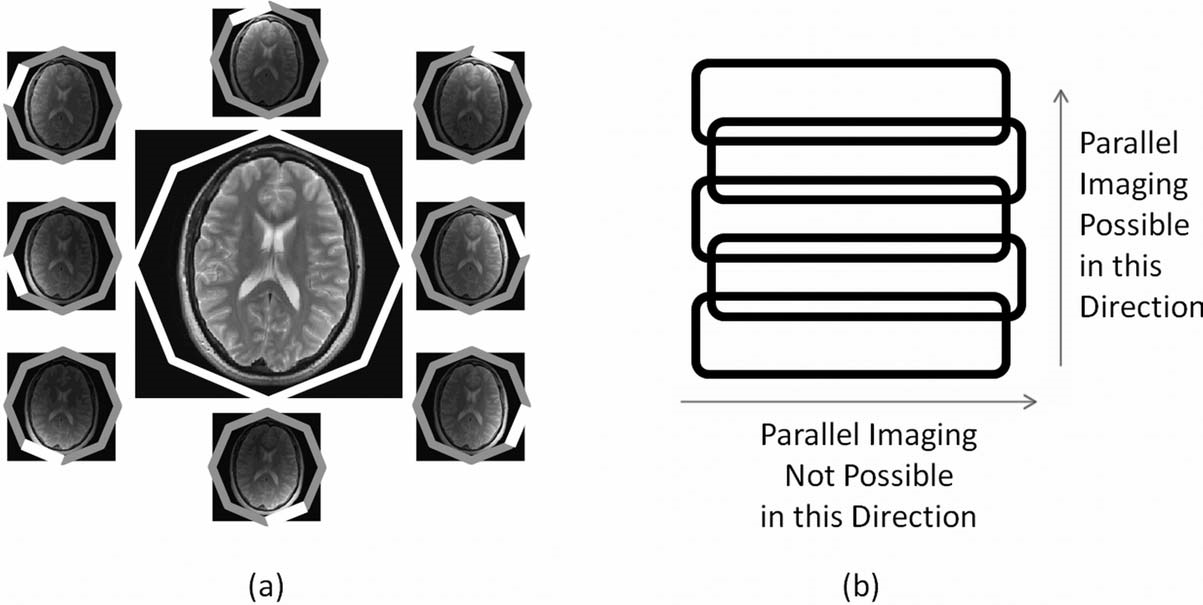 Parallel
Imaging
Possible
in this
Direction
Parallel Imaging
Not Possible
in this Direction
(a)
(b)